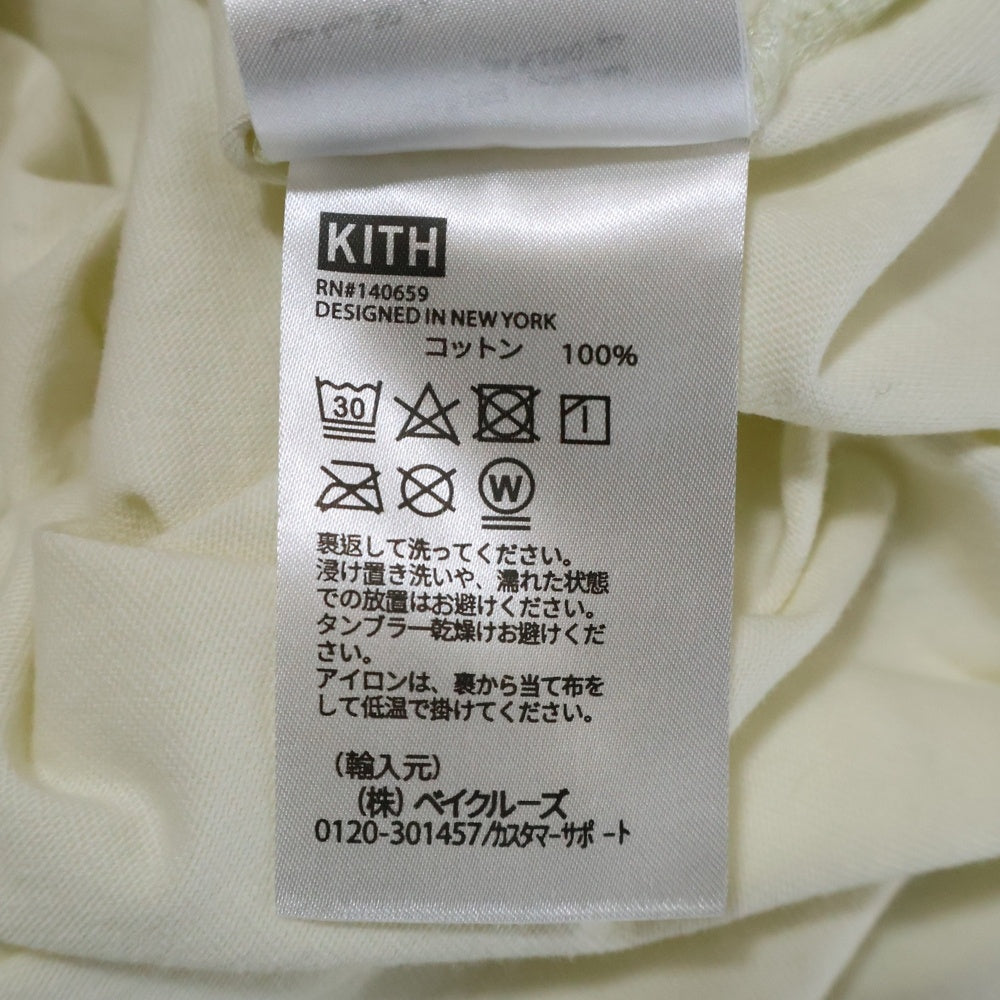 KITH
RN#140659
DESIGNED IN NEW YORK
コットン 100%
30
W
裏返して洗ってください。
浸け置き洗いや、濡れた状態
での放置はお避けください。
タンブラー乾燥けお避けくだ
さい。
アイロンは、裏から当て布を
して低温で掛けてください。
（輸入元）
（株）ベイクルーズ
0120-301457/カスタマーサポート